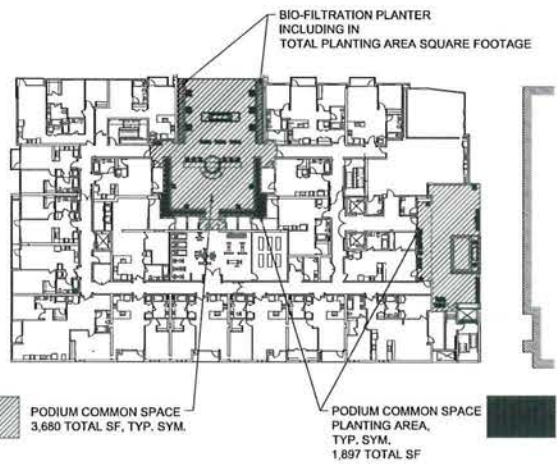 BIO-FILTRATION PLANTER
INCLUDING IN
TOTAL PLANTING AREA SQUARE FOOTAGE
PODIUM COMMON SPACE
3,680 TOTAL SF, TYP. SYM.
PODIUM COMMON SPACE
PLANTING AREA,
TYP. SYM.
1,897 TOTAL SF